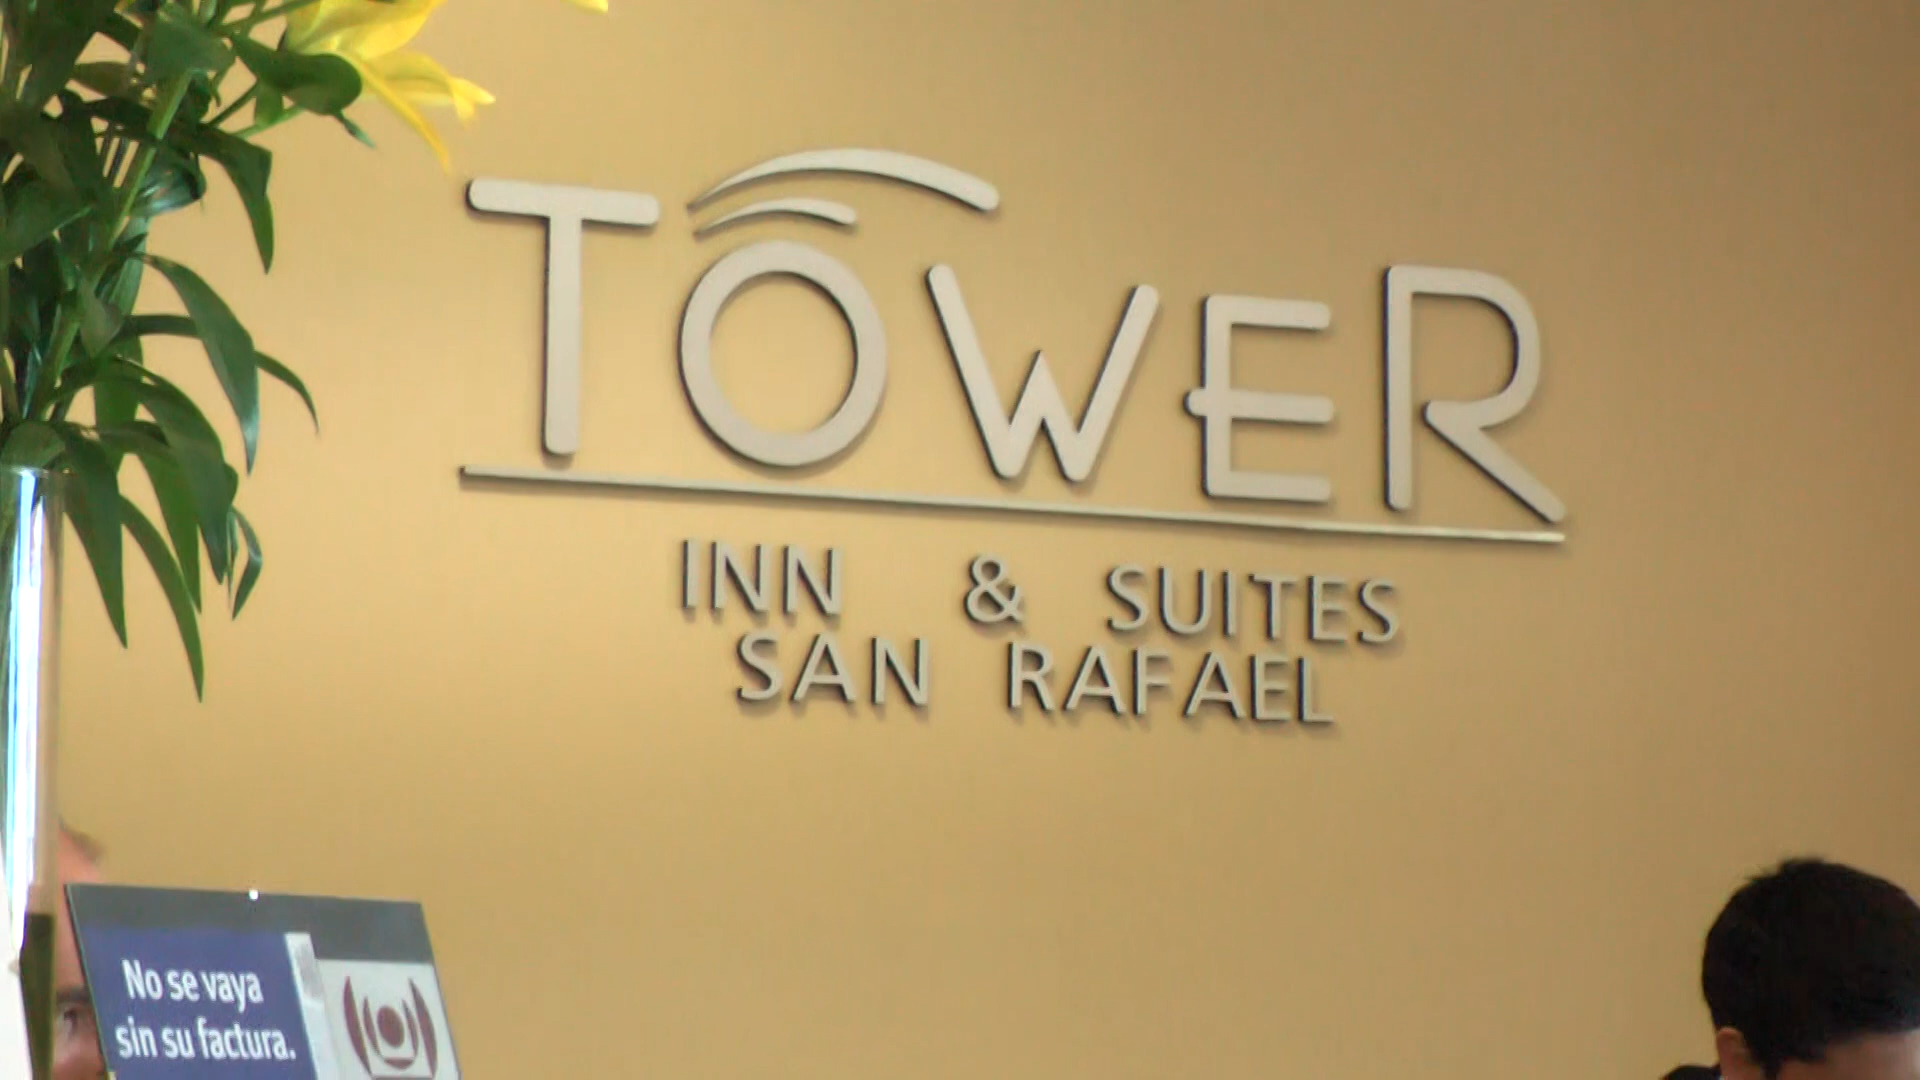 TOWER
INN & SUITES
SAN RAFAEL
No se vaya
sin su factura.